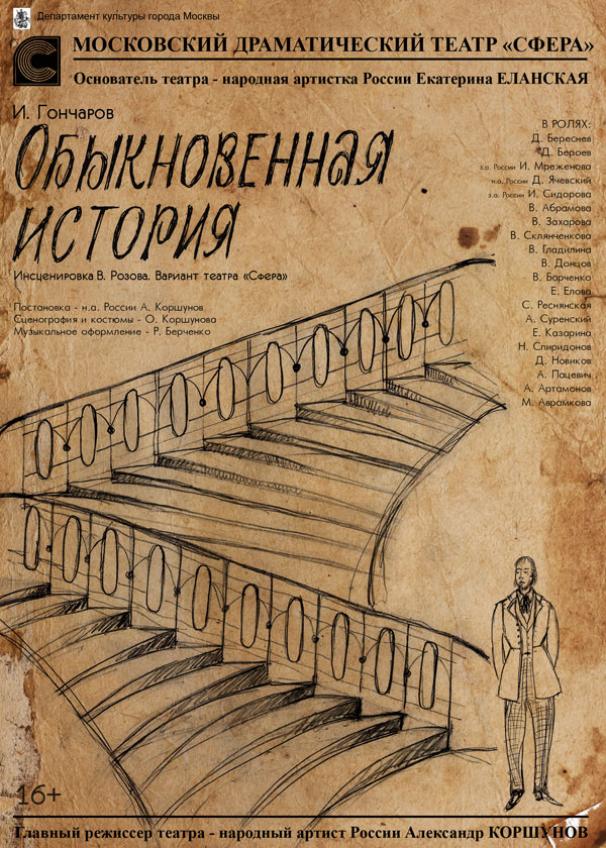 Департамент культуры города Москвы
МОСКОВСКИЙ ДРАМАТИЧЕСКИЙ ТЕАТР «СФЕРА»
Основатель театра - народная артистка России Екатерина ЕЛАНСКАЯ
И. Гончаров
Обыкновенная
история
Инсценировка В. Розова. Вариант театра «Сфера»
Постановка - н.а. России А. Коршунов
Сценография и костюмы - О. Коршунова
Музыкальное оформление - Р. Берченко
В РОЛЯХ:
Д. Береснев
Д. Бероев
з.а. России И. Мреженова
н.а. России Д. Ячевский
з.а. России И. Сидорова
В. Абрамова
В. Захарова
В. Склянченкова
В. Гладилина
В. Донцов
В. Барченко
Е. Елова
С. Реснянская
А. Суренский
Е. Казарина
Н. Спиридонов
Д. Новиков
А. Пацевич
А. Артамонов
М. Аврамкова
16+
Главный режиссер театра - народный артист России Александр КОРШУНОВ